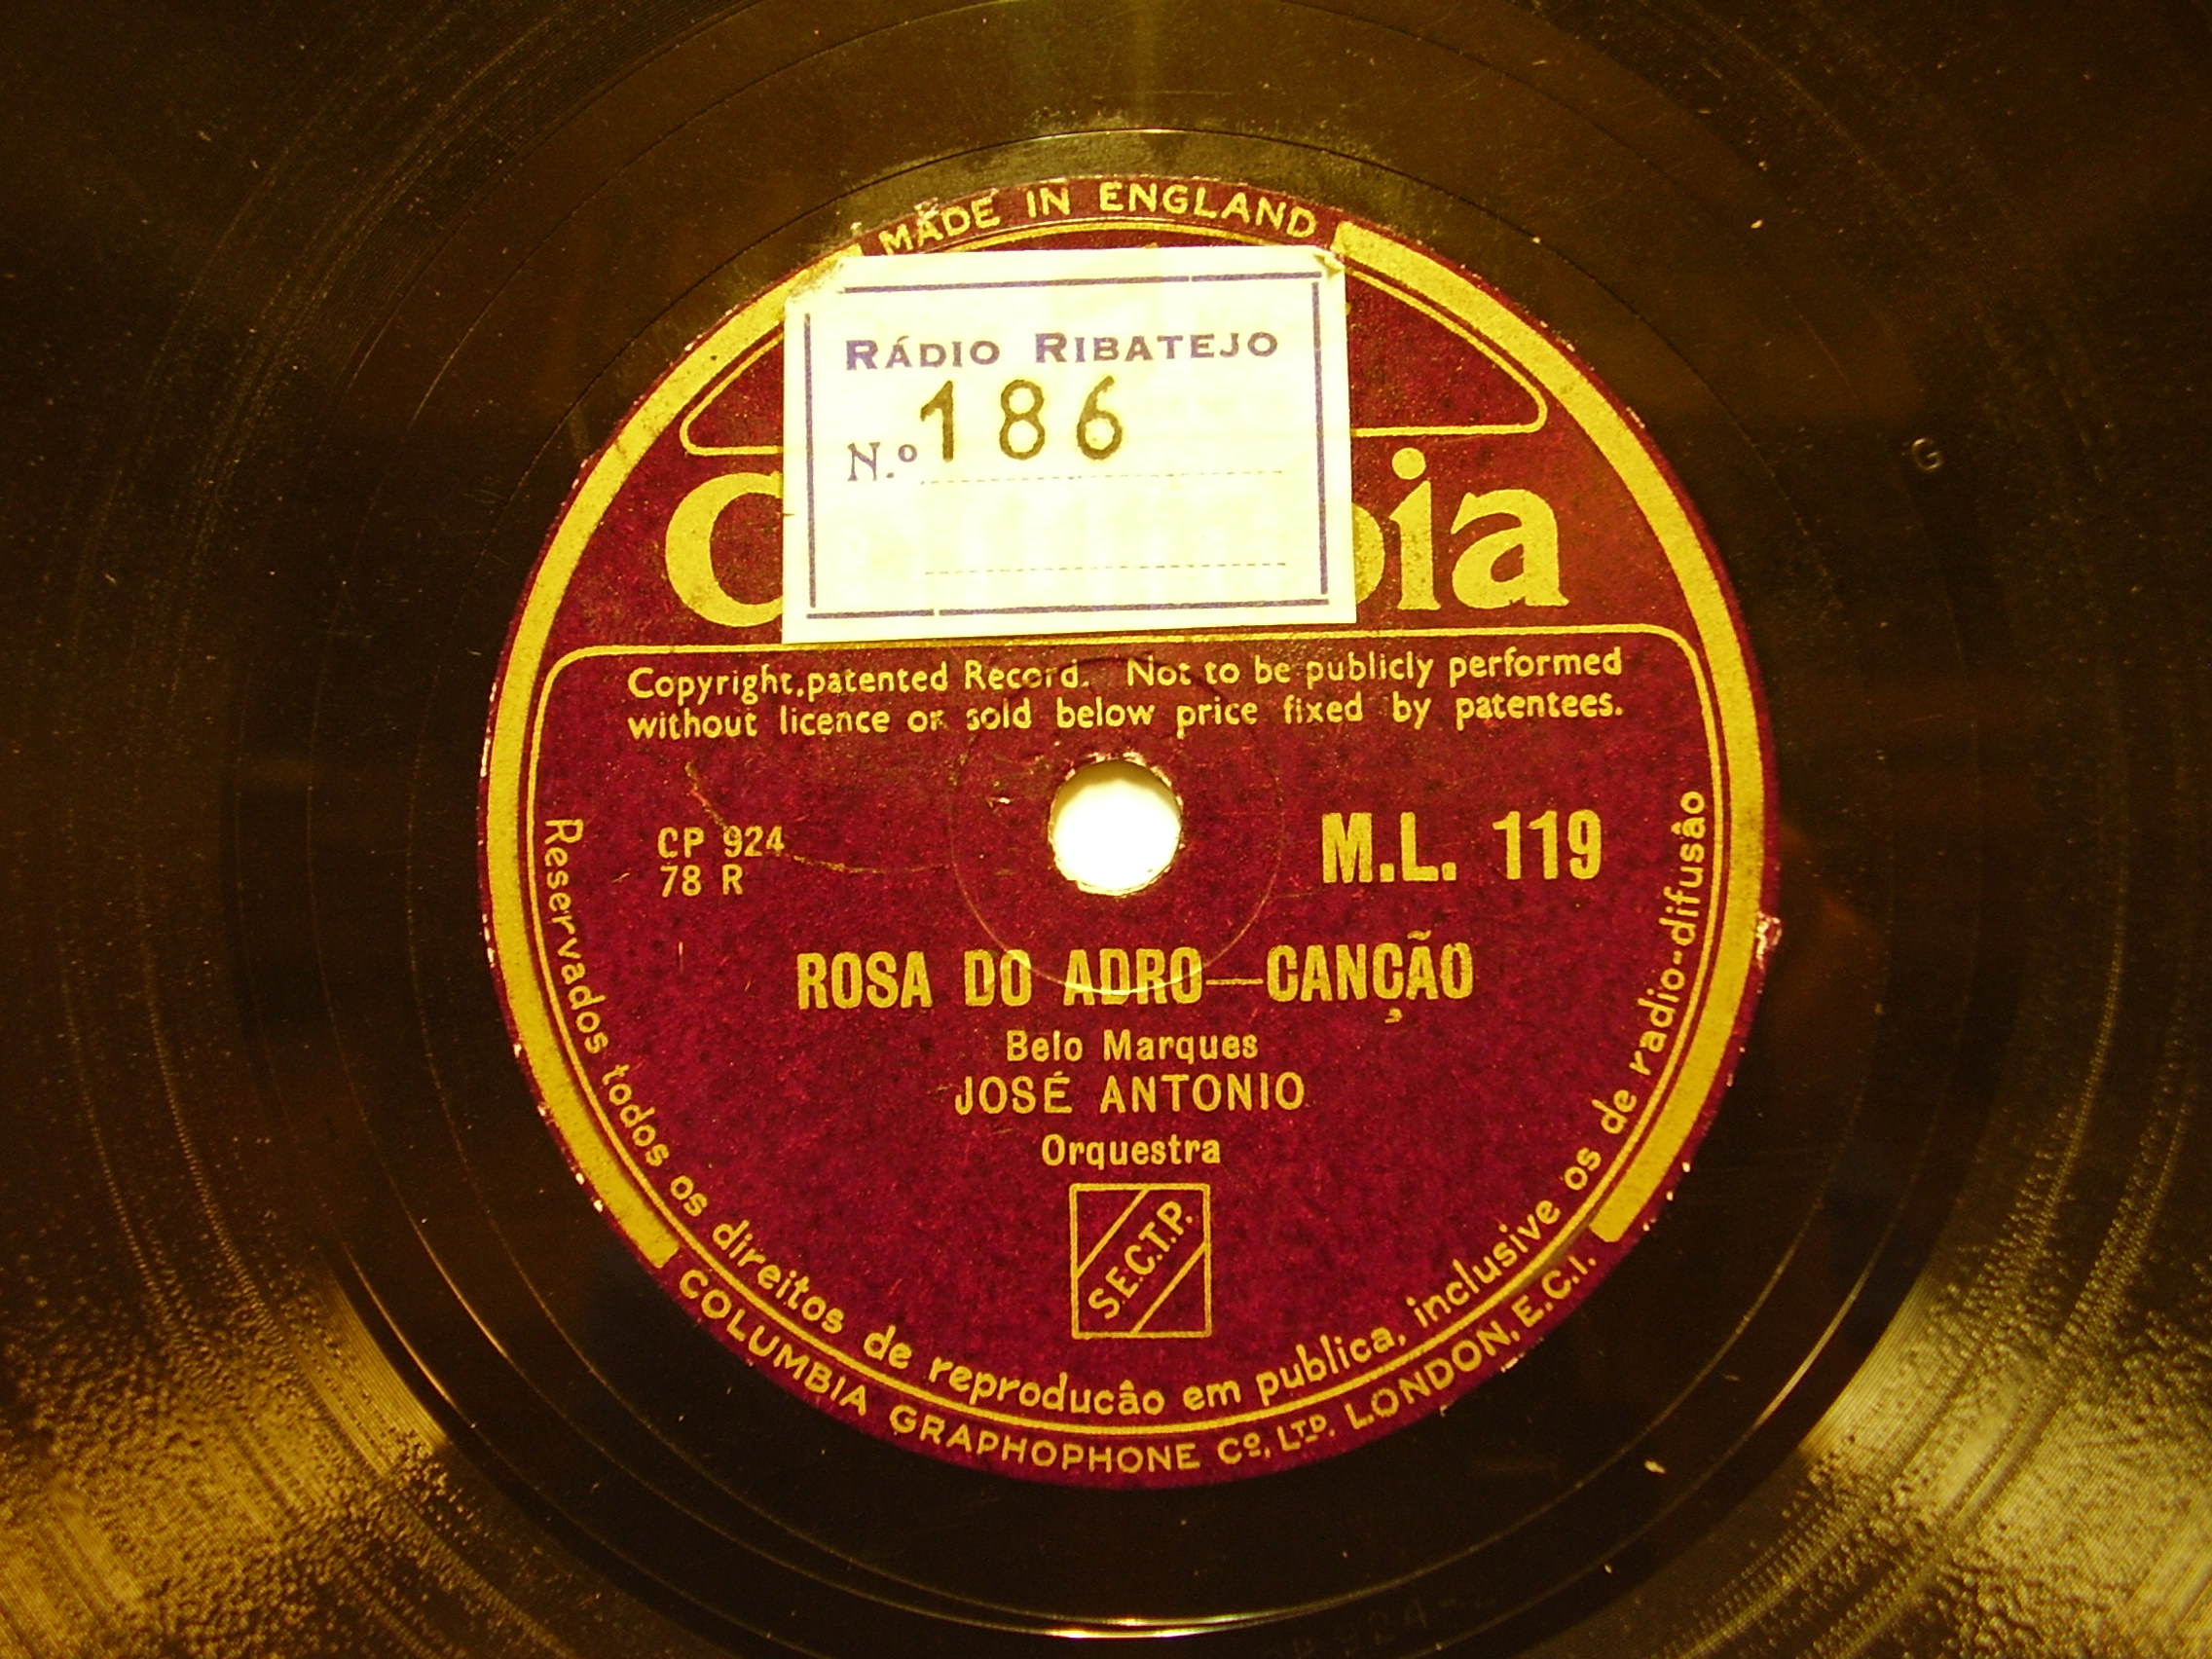 MADE IN ENGLAND
RÁDIO RIBATEJO
N.º 186
Copyright.patented Record. Not to be publicly performed
without licence or sold below price fixed by patentees.
CP 924
78 R
M.L. 119
ROSA DO ADRO—CANÇÃO
Belo Marques
JOSÉ ANTONIO
Orquestra
S.E.C.T.P.
Reservados todos os direitos de reproducâo em publica, inclusive os de radio-difusâo
COLUMBIA GRAPHOPHONE Cº, LTD. LONDON, E.C.I.
G